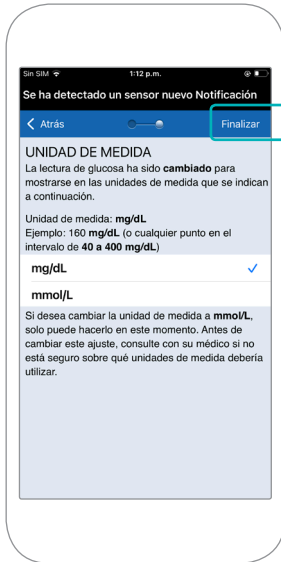 Sin SIM 1:12 p.m.
Se ha detectado un sensor nuevo Notificación
Atrás Finalizar
UNIDAD DE MEDIDA
La lectura de glucosa ha sido cambiado para
mostrarse en las unidades de medida que se indican
a continuación.
Unidad de medida: mg/dL
Ejemplo: 160 mg/dL (o cualquier punto en el
intervalo de 40 a 400 mg/dL)
mg/dL
mmol/L
Si desea cambiar la unidad de medida a mmol/L,
solo puede hacerlo en este momento. Antes de
cambiar este ajuste, consulte con su médico si no
está seguro sobre qué unidades de medida debería
utilizar.